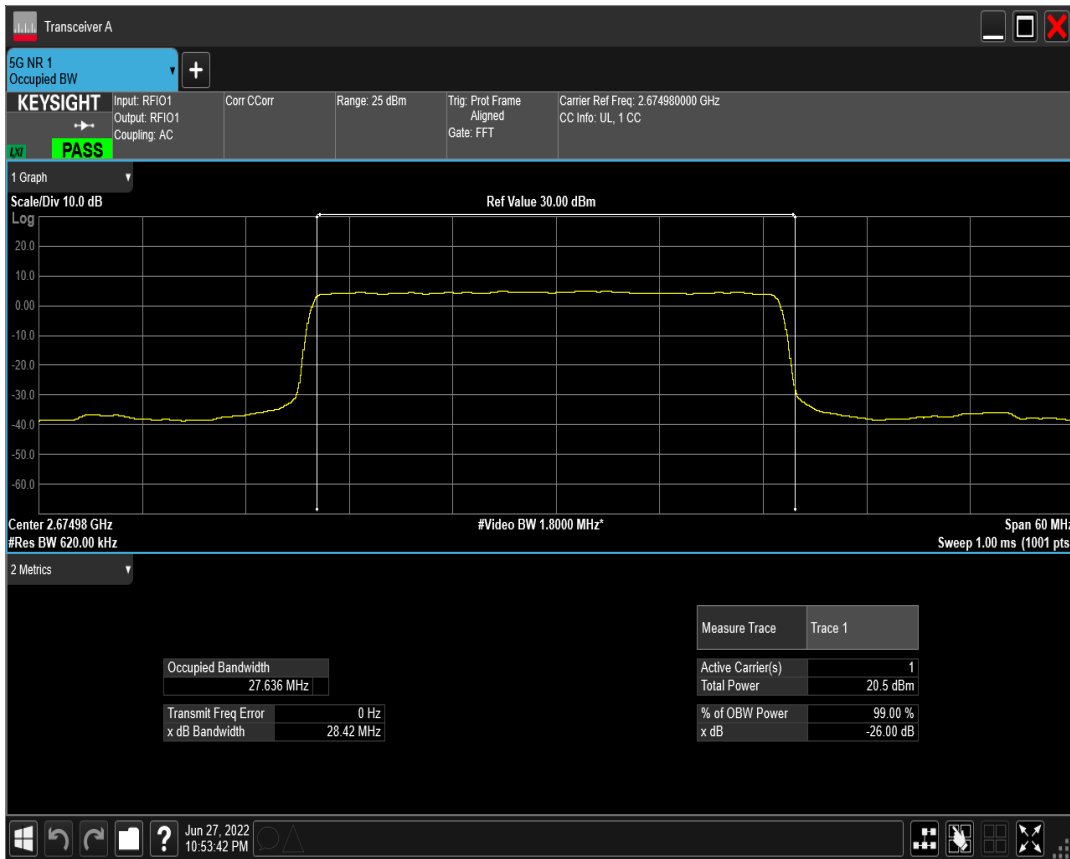 Transceiver A
5G NR 1
Occupied BW
KEYSIGHT
LXI
PASS
Input: RFIO1
Output: RFIO1
Coupling: AC
Corr CCorr
Range: 25 dBm
Trig: Prot Frame
Aligned
Gate: FFT
Carrier Ref Freq: 2.674980000 GHz
CC Info: UL, 1 CC
1 Graph
Scale/Div 10.0 dB
Ref Value 30.00 dBm
Log
20.0
10.0
0.00
-10.0
-20.0
-30.0
-40.0
-50.0
-60.0
Center 2.67498 GHz
#Video BW 1.8000 MHz*
Span 60 MHz
#Res BW 620.00 kHz
Sweep 1.00 ms (1001 pts
2 Metrics
Measure Trace Trace 1
Occupied Bandwidth
27.636 MHz
Active Carrier(s) 1
Total Power 20.5 dBm
Transmit Freq Error 0 Hz
x dB Bandwidth 28.42 MHz
% of OBW Power 99.00 %
x dB -26.00 dB
?
Jun 27, 2022
10:53:42 PM